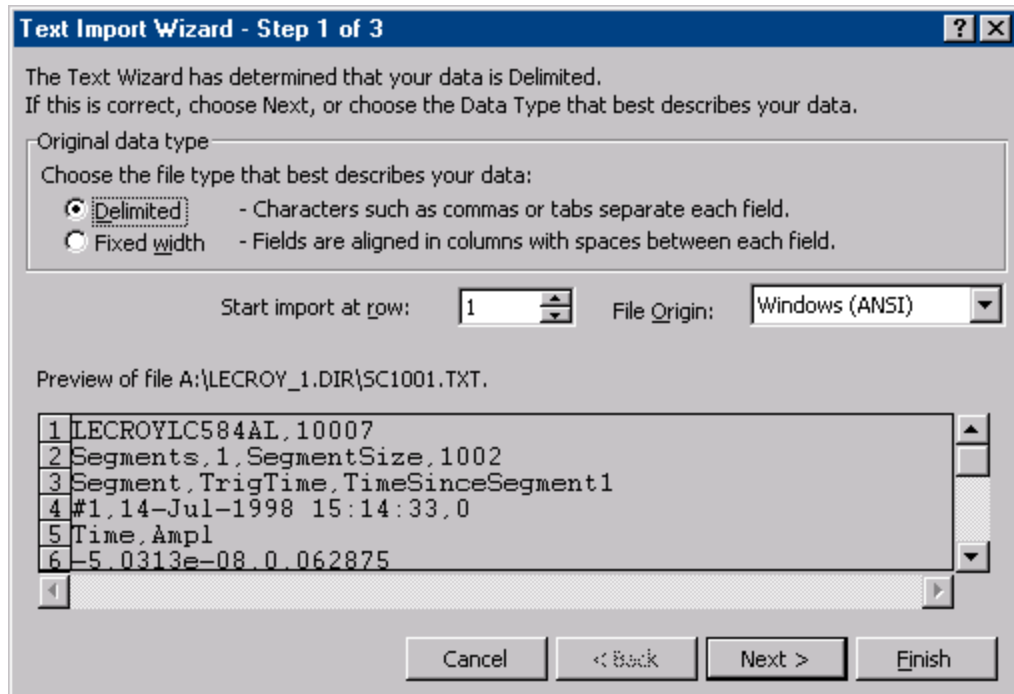 Text Import Wizard - Step 1 of 3
The Text Wizard has determined that your data is Delimited.
If this is correct, choose Next, or choose the Data Type that best describes your data.
Original data type
Choose the file type that best describes your data:
Delimited - Characters such as commas or tabs separate each field.
Fixed width - Fields are aligned in columns with spaces between each field.
Start import at row: 1 File Origin: Windows (ANSI)
Preview of file A:\LECROY_1.DIR\SC1001.TXT.
1 LECROYLC584AL,10007
2 Segments,1,SegmentSize,1002
3 Segment,TrigTime,TimeSinceSegment1
4 #1,14-Jul-1998 15:14:33,0
5 Time,Ampl
6 -5.0313e-08,0.062875
Cancel < Back Next > Finish